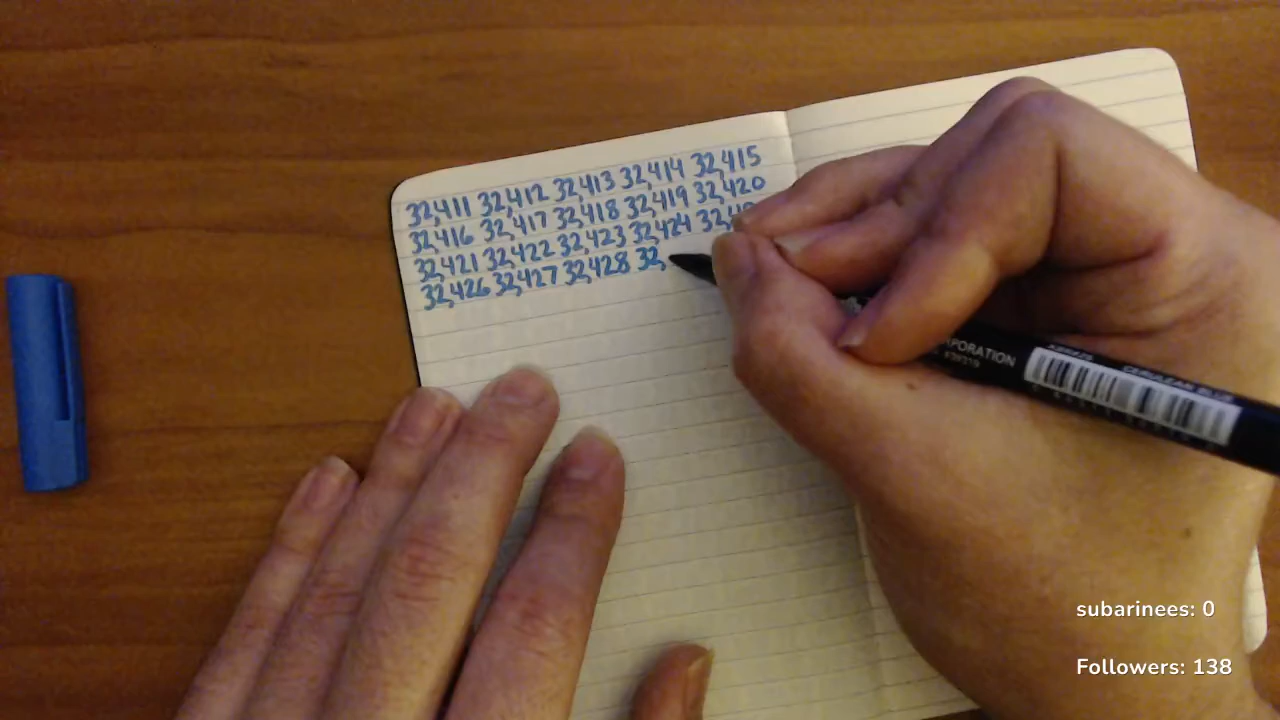 32,411 32,412 32,413 32,414 32,415
32,416 32,417 32,418 32,419 32,420
32,421 32,422 32,423 32,424
32,426 32,427 32,428 32,
CERULEAN BLUE
subarinees: 0
Followers: 138